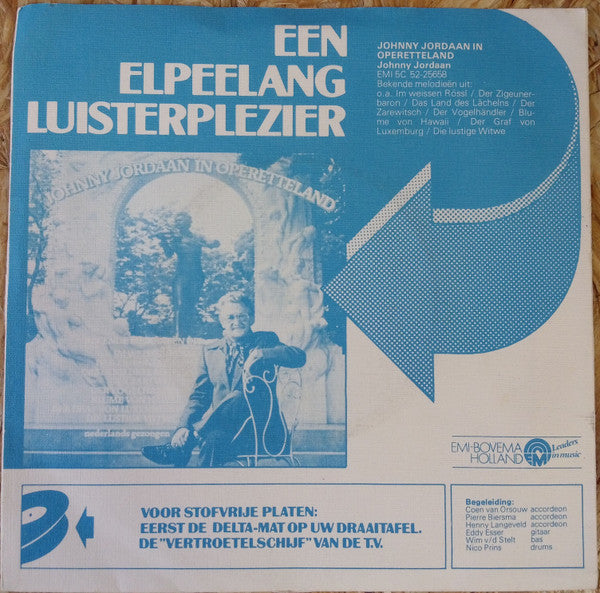 EEN
ELPEELANG
LUISTERPLEZIER
JOHNNY JORDAAN IN
OPERETTELAND
Johnny Jordaan
EMI 5C 52-25658
Bekende melodieën uit:
o.a. Im weissen Rössl / Der Zigeuner-
baron / Das Land des Lächelns / Der
Zarewitsch / Der Vogelhändler / Blu-
me von Hawaii / Der Graf von
Luxemburg / Die lustige Witwe
JOHNNY JORDAAN IN OPERETTELAND
EMI-BOVEMA
HOLLAND
Leaders
in music
VOOR STOFVRIJE PLATEN:
EERST DE DELTA-MAT OP UW DRAAITAFEL.
DE "VERTROETELSCHIJF" VAN DE T.V.
Begeleiding:
Coen van Orsouw accordeon
Pierre Biersma accordeon
Henny Langeveld accordeon
Eddy Esser gitaar
Wim v/d Stelt bas
Nico Prins drums